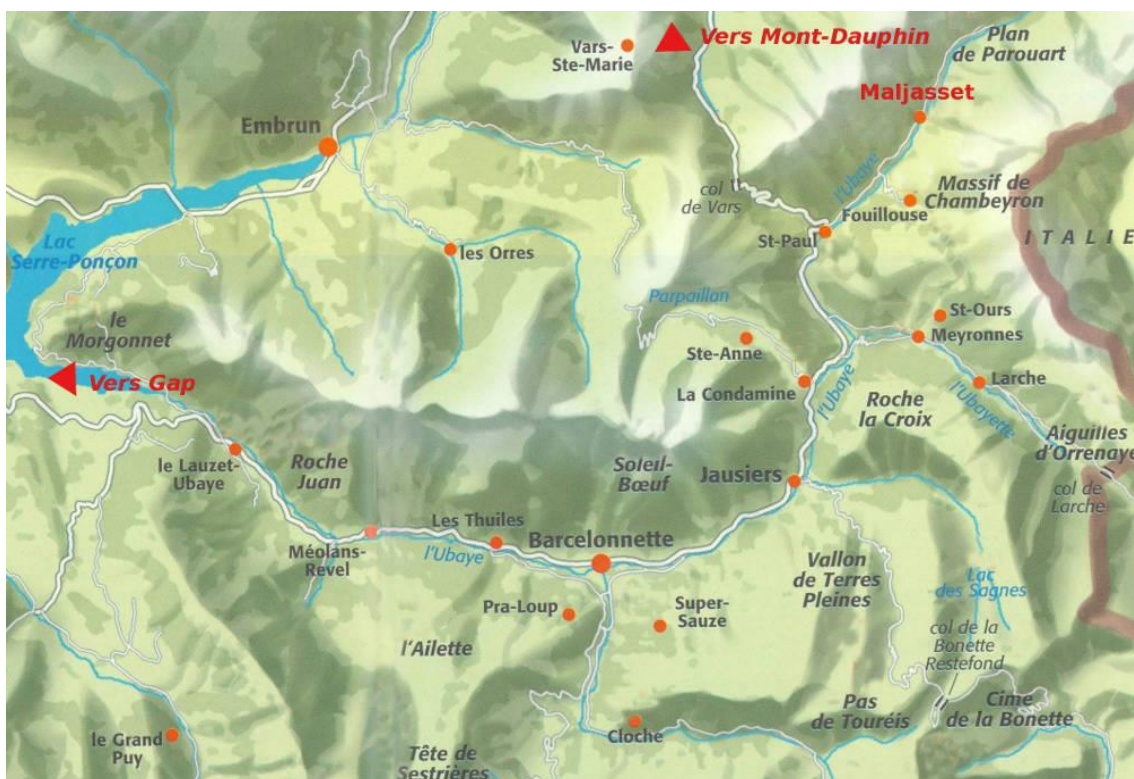 Vers Mont-Dauphin
Plan
de Parouart
Vars-
Ste-Marie
Maljasset
Embrun
l'Ubaye
Massif de
Chambeyron
col
de Vars
Fouillouse
Lac
Serre-Ponçon
les Orres
St-Paul
ITALIE
Parpaillan
St-Ours
Meyronnes
le
Morgonnet
Ste-Anne
La Condamine
l'Ubaye
Larche
l'Ubayette
Vers Gap
Roche
la Croix
Aiguilles
d'Orrenaye
le Lauzet-
Ubaye
Roche
Juan
Soleil-
Bœuf
Jausiers
col de
Larche
Les Thuiles
Barcelonnette
Méolans-
Revel
l'Ubaye
Vallon
de Terres
Pleines
Lac
des Sagnes
Pra-Loup
Super-
Sauze
l'Ailette
col de la
Bonette
Restefond
Pas
de Touréis
Cime
de la Bonette
le Grand
Puy
Cloche
Tête de
Sestrières